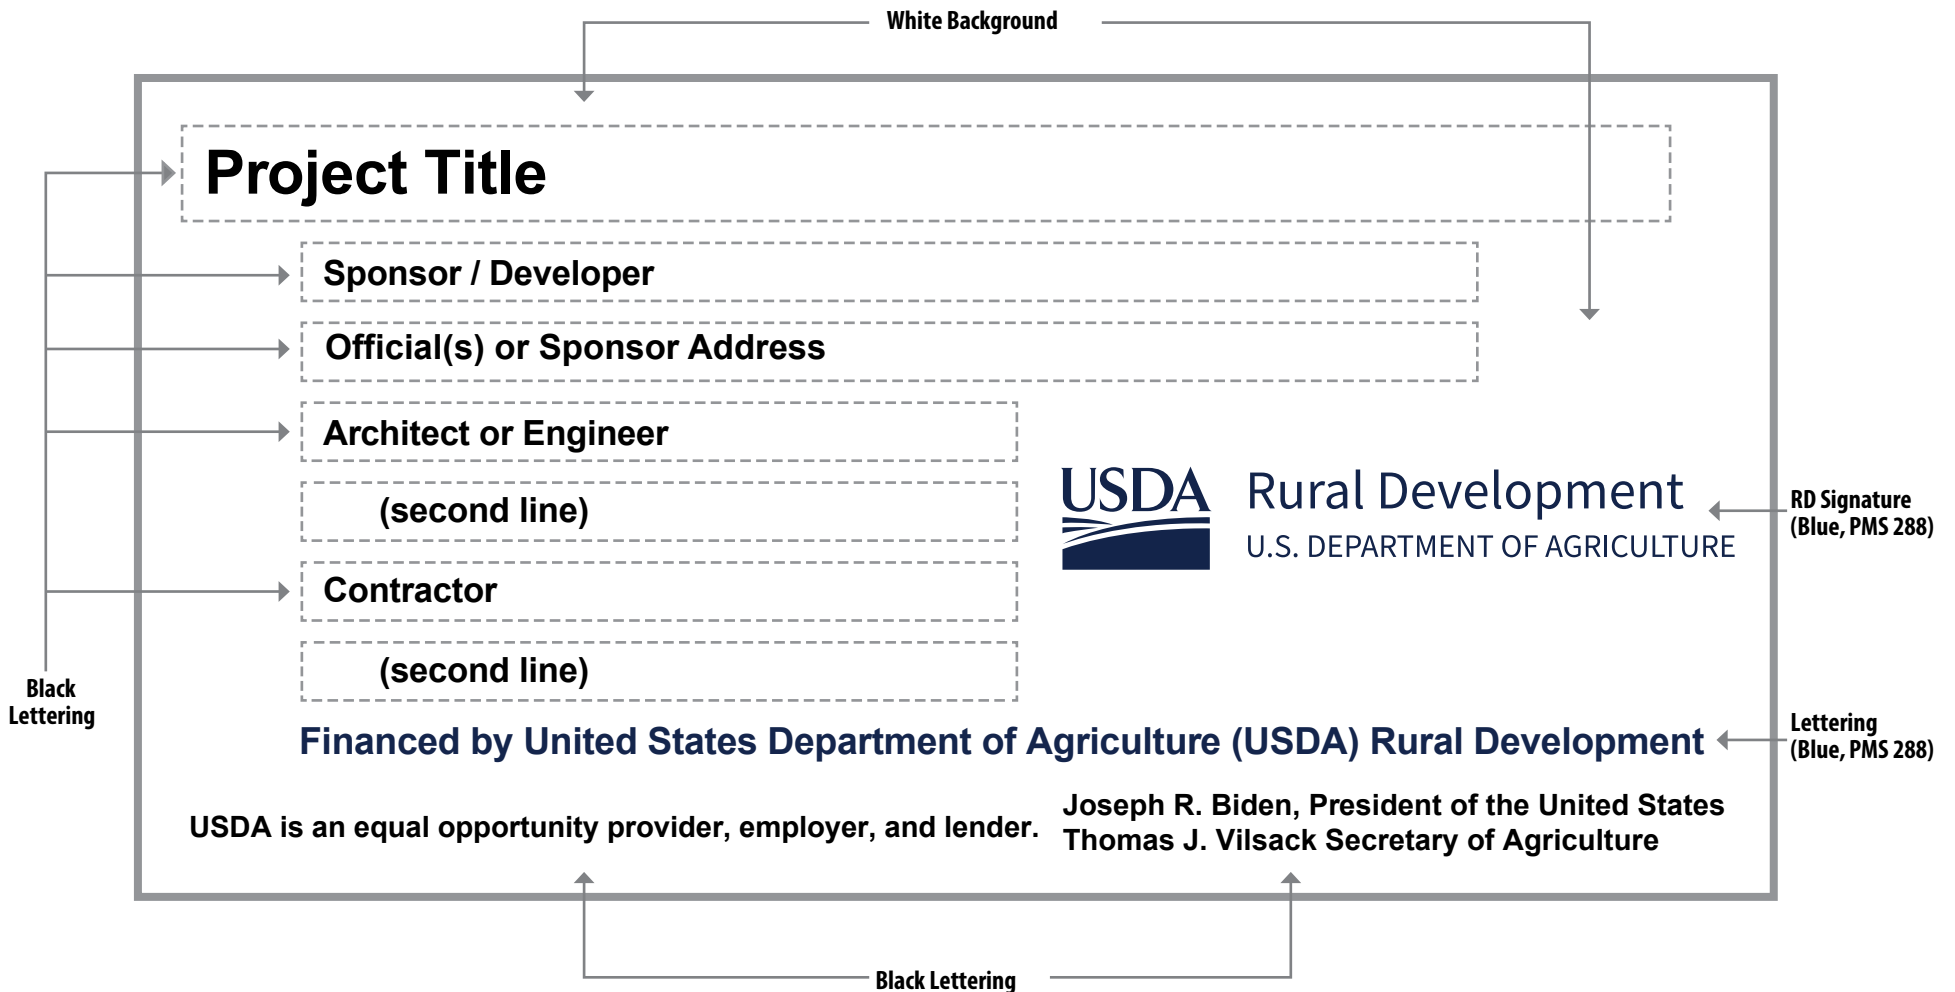 White Background
Project Title
Sponsor / Developer
Official(s) or Sponsor Address
Architect or Engineer
(second line)
Contractor
(second line)
USDA
Rural Development
U.S. DEPARTMENT OF AGRICULTURE
RD Signature
(Blue, PMS 288)
Black
Lettering
Financed by United States Department of Agriculture (USDA) Rural Development
Lettering
(Blue, PMS 288)
USDA is an equal opportunity provider, employer, and lender.
Joseph R. Biden, President of the United States
Thomas J. Vilsack Secretary of Agriculture
Black Lettering